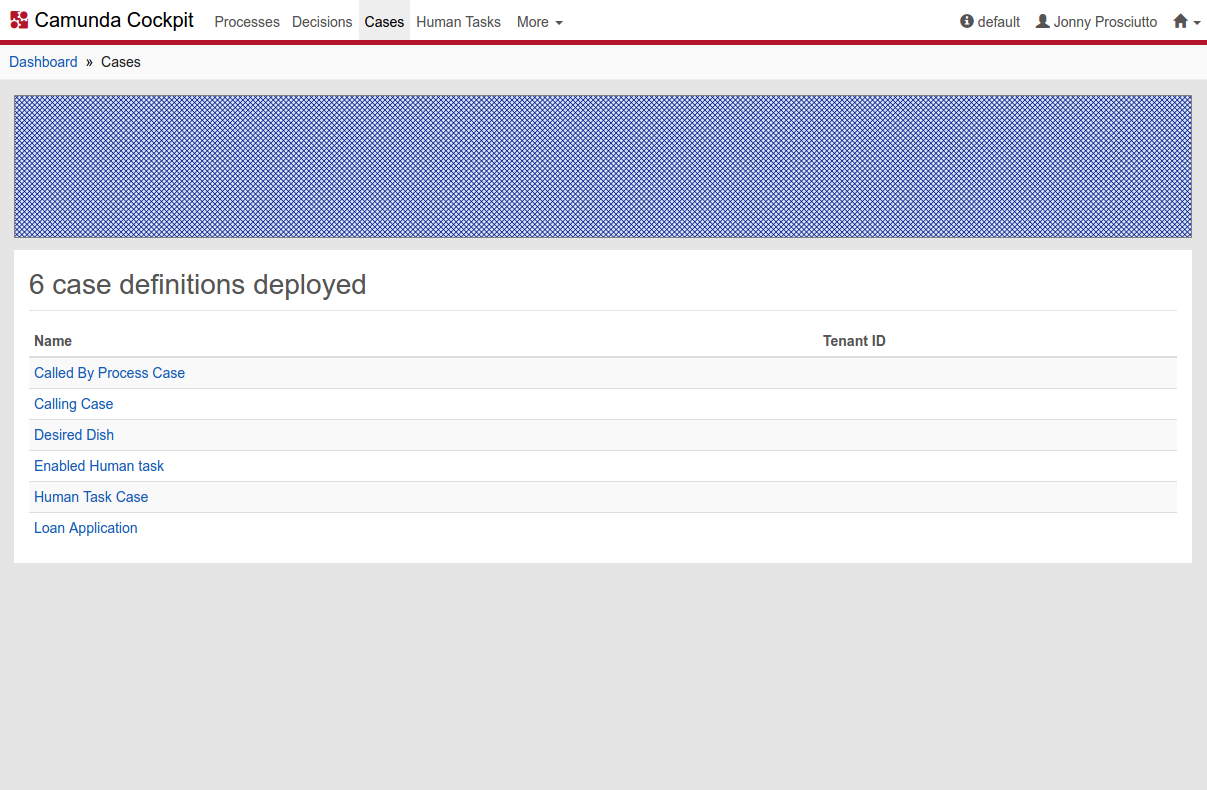 Camunda Cockpit Processes Decisions Cases Human Tasks More default Jonny Prosciutto
Dashboard » Cases
6 case definitions deployed
Name Tenant ID
Called By Process Case
Calling Case
Desired Dish
Enabled Human task
Human Task Case
Loan Application